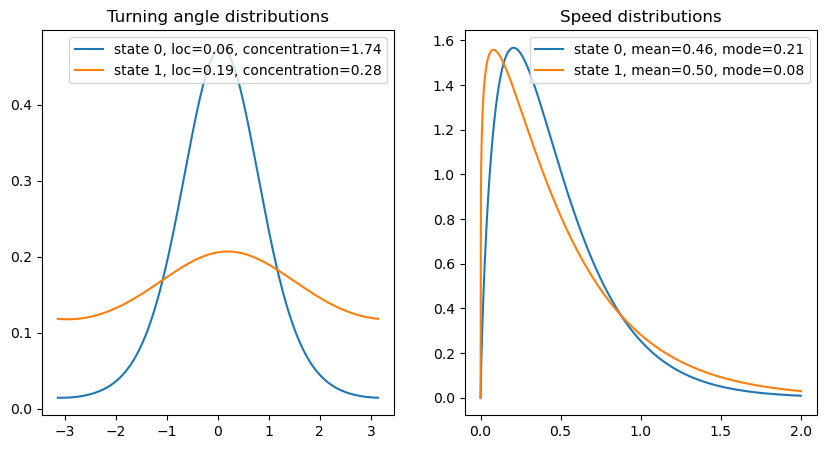 Turning angle distributions
state 0, loc=0.06, concentration=1.74
state 1, loc=0.19, concentration=0.28
0.4
0.3
0.2
0.1
0.0
−3 −2 −1 0 1 2 3
Speed distributions
state 0, mean=0.46, mode=0.21
state 1, mean=0.50, mode=0.08
1.6
1.4
1.2
1.0
0.8
0.6
0.4
0.2
0.0
0.0 0.5 1.0 1.5 2.0